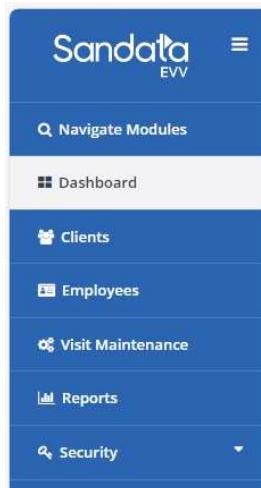 Sandata
EVV
Navigate Modules
Dashboard
Clients
Employees
Visit Maintenance
Reports
Security